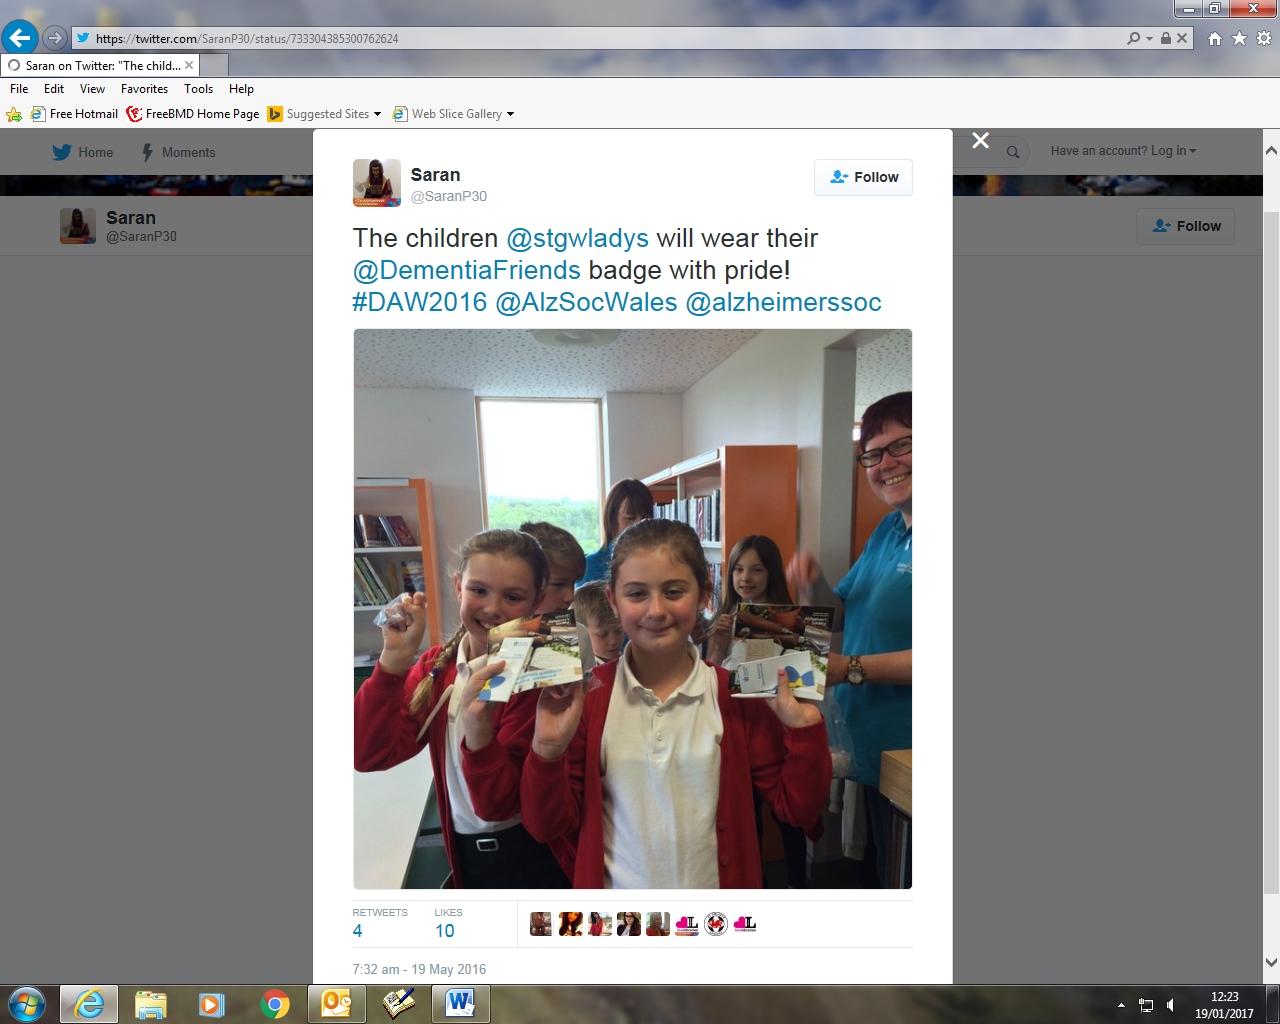 https://twitter.com/SaranP30/status/733304385300762624
Saran on Twitter: "The child...
File Edit View Favorites Tools Help
Free Hotmail FreeBMD Home Page Suggested Sites Web Slice Gallery
Home Moments
Have an account? Log in
Saran
@SaranP30
Follow
Saran
@SaranP30
Follow
The children @stgwladys will wear their
@DementiaFriends badge with pride!
#DAW2016 @AlzSocWales @alzheimerssoc
Alzheimer's
Society
RETWEETS LIKES
4 10
7:32 am - 19 May 2016
12:23
19/01/2017